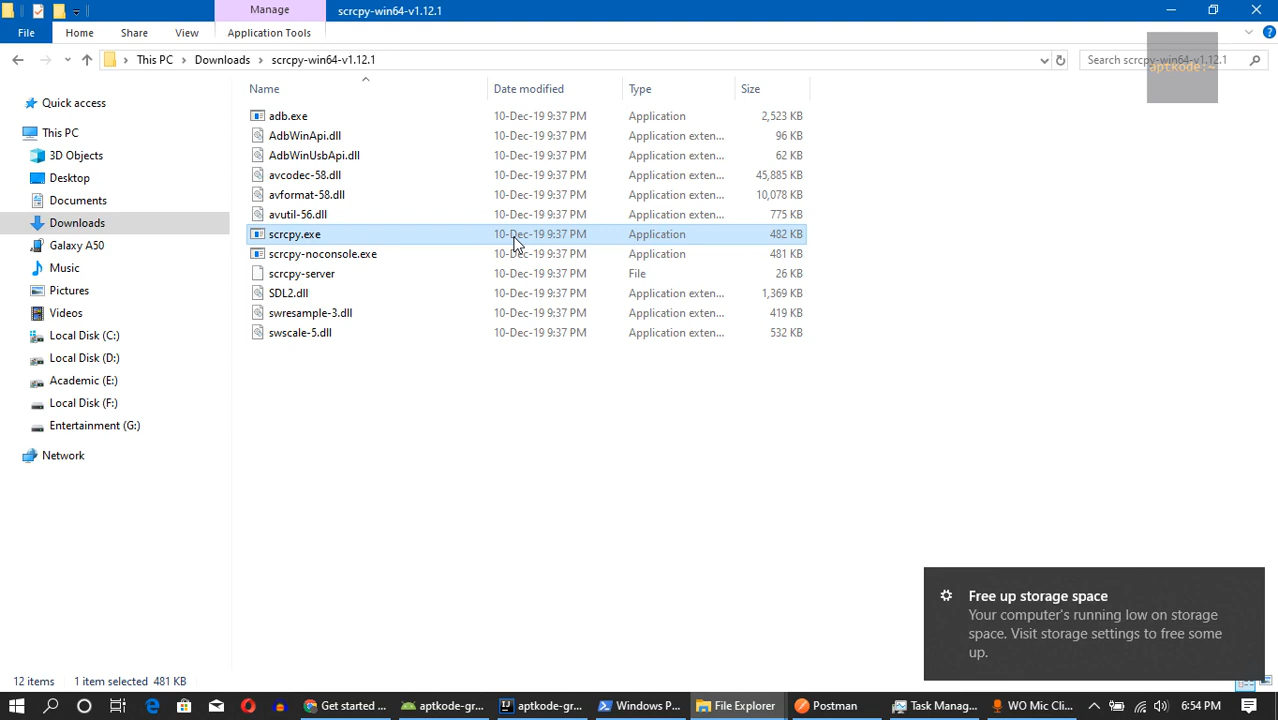 Manage
scrcpy-win64-v1.12.1
File
Home
Share
View
Application Tools
This PC
Downloads
scrcpy-win64-v1.12.1
Search scrcpy-win64-v1.12.1
aptkode:~
Name
Date modified
Type
Size
Quick access
This PC
3D Objects
Desktop
Documents
Downloads
Galaxy A50
Music
Pictures
Videos
Local Disk (C:)
Local Disk (D:)
Academic (E:)
Local Disk (F:)
Entertainment (G:)
Network
adb.exe 10-Dec-19 9:37 PM Application 2,523 KB
AdbWinApi.dll 10-Dec-19 9:37 PM Application exten... 96 KB
AdbWinUsbApi.dll 10-Dec-19 9:37 PM Application exten... 62 KB
avcodec-58.dll 10-Dec-19 9:37 PM Application exten... 45,885 KB
avformat-58.dll 10-Dec-19 9:37 PM Application exten... 10,078 KB
avutil-56.dll 10-Dec-19 9:37 PM Application exten... 775 KB
scrcpy.exe 10-Dec-19 9:37 PM Application 482 KB
scrcpy-noconsole.exe 10-Dec-19 9:37 PM Application 481 KB
scrcpy-server 10-Dec-19 9:37 PM File 26 KB
SDL2.dll 10-Dec-19 9:37 PM Application exten... 1,369 KB
swresample-3.dll 10-Dec-19 9:37 PM Application exten... 419 KB
swscale-5.dll 10-Dec-19 9:37 PM Application exten... 532 KB
Free up storage space
Your computer's running low on storage
space. Visit storage settings to free some
up.
12 items
1 item selected 481 KB
Get started ...
aptkode-gr...
aptkode-gr...
Windows P...
File Explorer
Postman
Task Manag...
WO Mic Cli...
6:54 PM